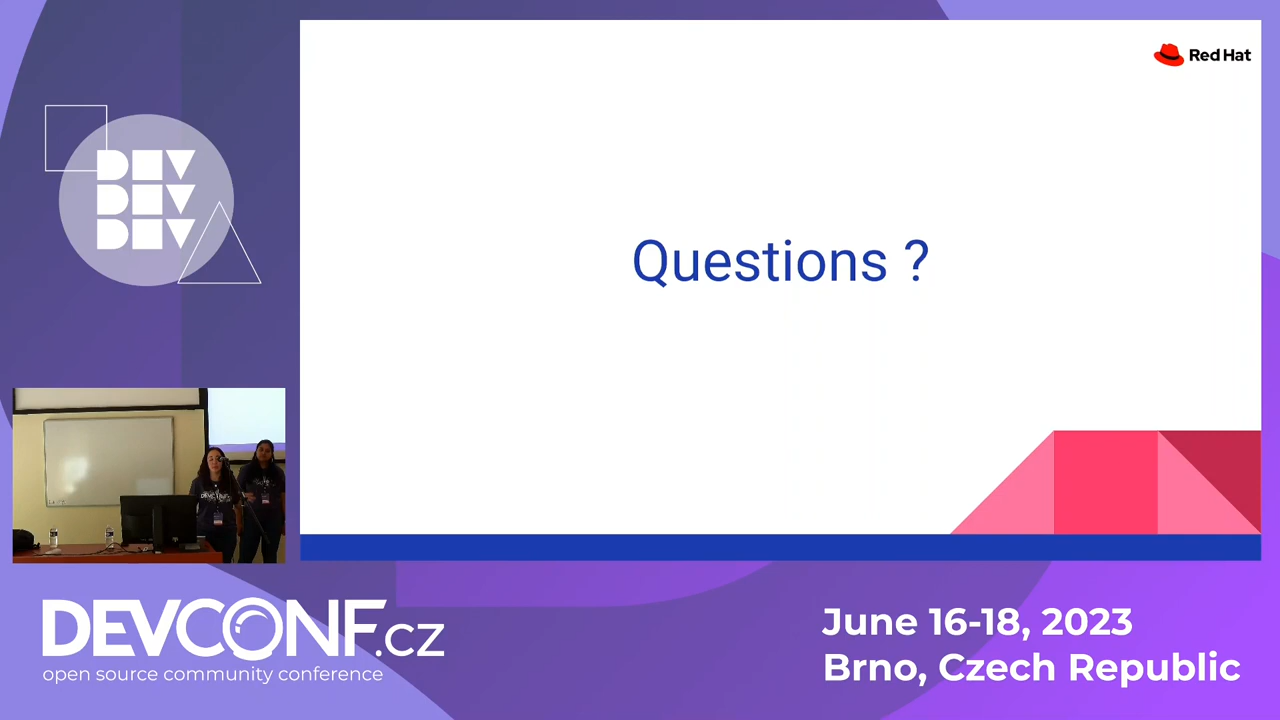 Red Hat
DEV
DEV
DEV
Questions ?
DEVCONF
DEVCONF.cz
open source community conference
June 16-18, 2023
Brno, Czech Republic